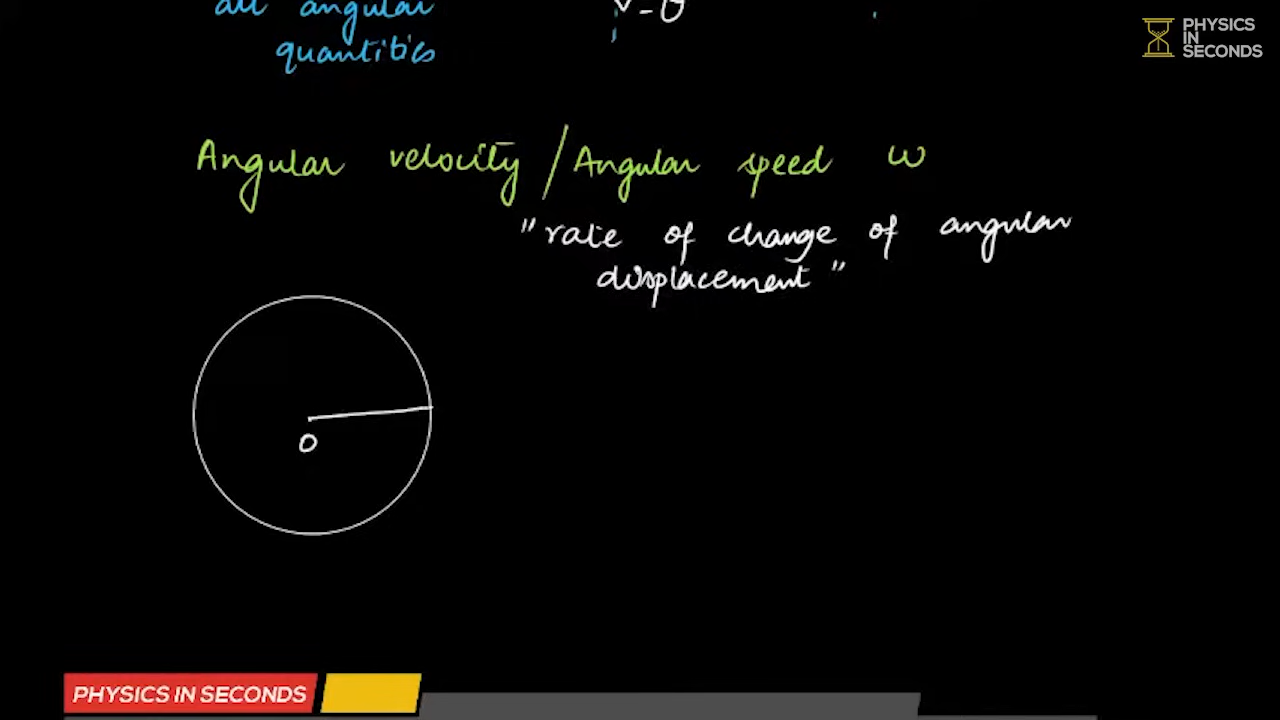 all angular
quantities
PHYSICS
IN
SECONDS
Angular velocity / Angular speed ω
"rate of change of angular
displacement"
O
PHYSICS IN SECONDS